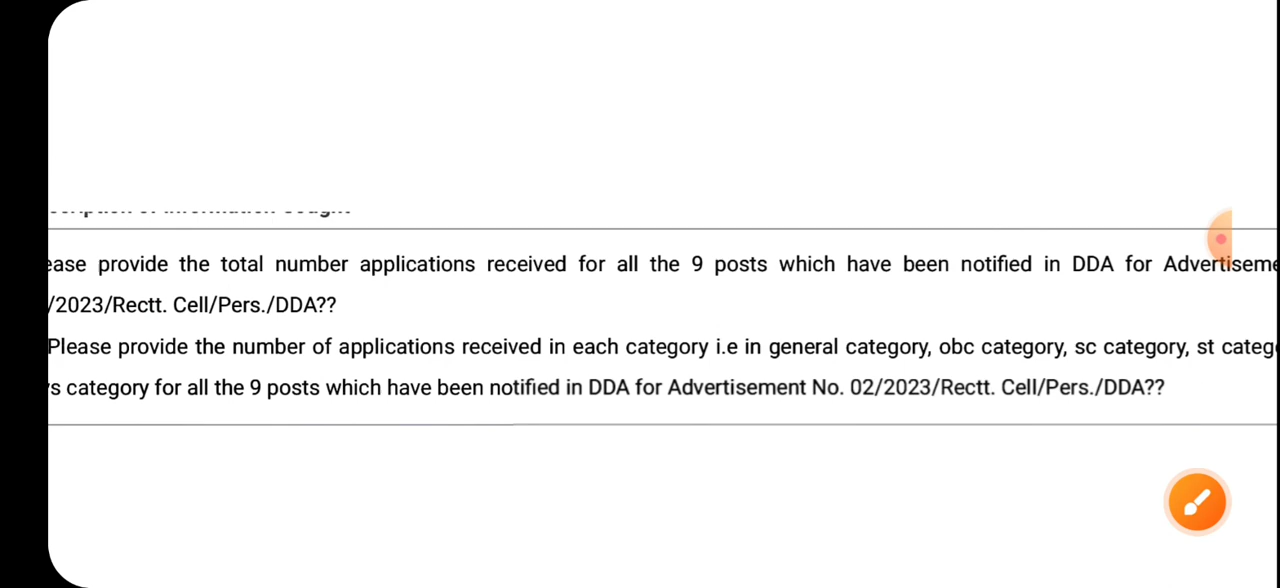 provide the total number applications received for all the 9 posts which have been notified in DDA for
/2023/Rectt. Cell/Pers./DDA??
Please provide the number of applications received in each category i.e in general category, obc category, sc category, st
category for all the 9 posts which have been notified in DDA for Advertisement No. 02/2023/Rectt. Cell/Pers./DDA??